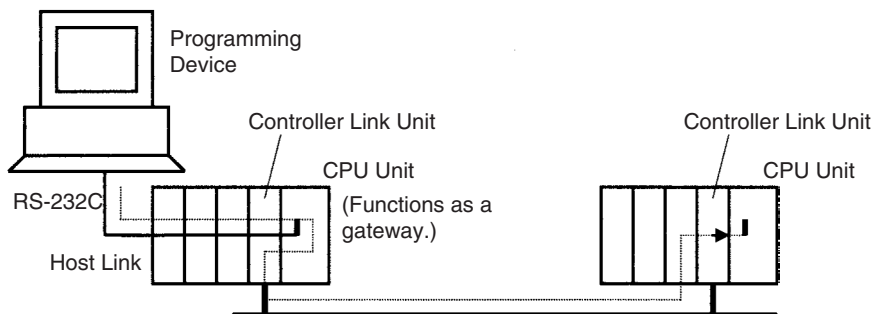 Programming
Device
Controller Link Unit
Controller Link Unit
CPU Unit
CPU Unit
RS-232C
(Functions as a
gateway.)
Host Link